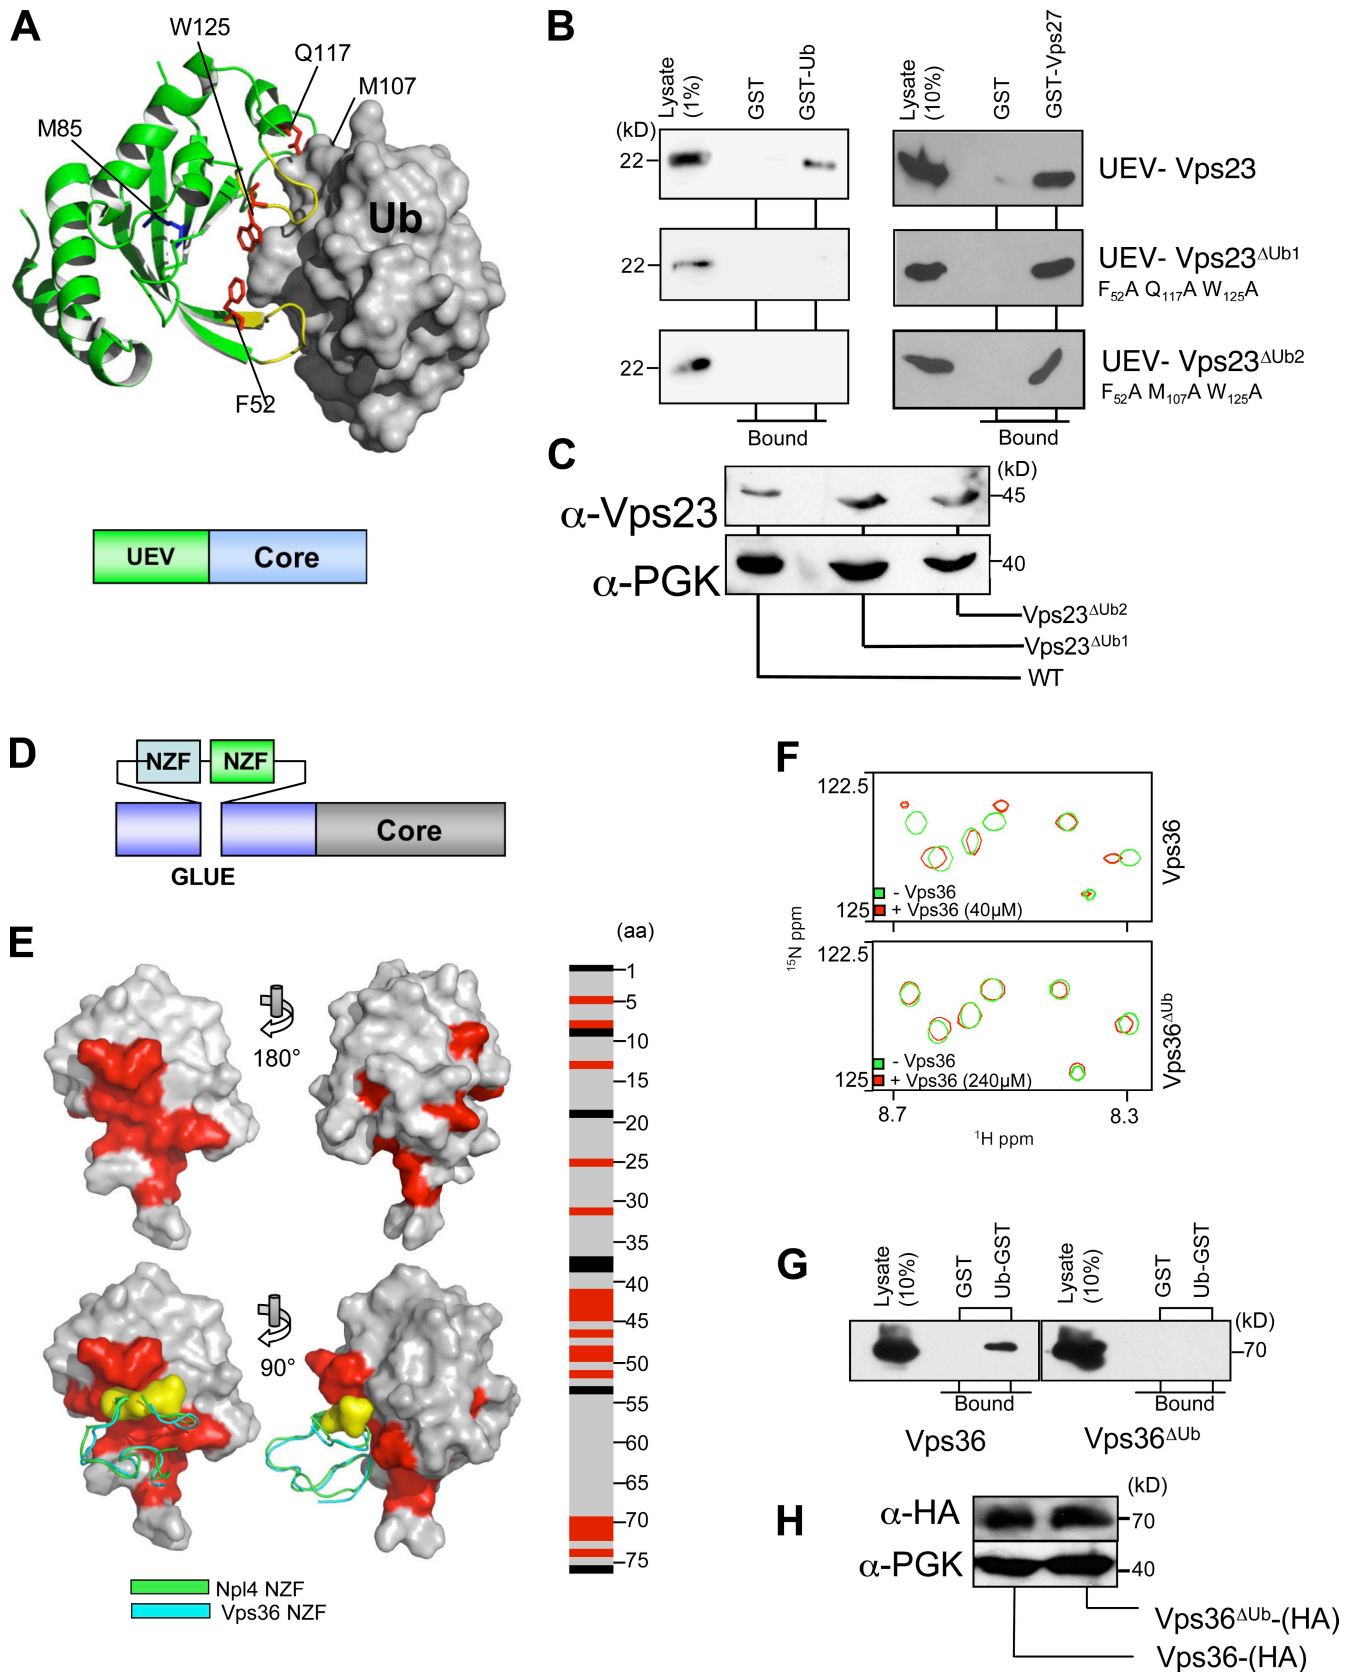 A
W125
Q117
M107
M85
Ub
F52
UEV Core
B
Lysate (1%)
GST
GST-Ub
Lysate (10%)
GST
GST-Vps27
(kD)
22
UEV- Vps23
22
UEV- Vps23ΔUb1
F52A Q117A W125A
22
UEV- Vps23ΔUb2
F52A M107A W125A
Bound
Bound
C
(kD)
α-Vps23
45
α-PGK
40
Vps23ΔUb2
Vps23ΔUb1
WT
D
NZF NZF
Core
GLUE
E
180°
90°
(aa)
1
5
10
15
20
25
30
35
40
45
50
55
60
65
70
75
Npl4 NZF
Vps36 NZF
F
122.5
- Vps36
+ Vps36 (40µM)
125
Vps36
15N ppm
122.5
- Vps36
+ Vps36 (240µM)
125
Vps36ΔUb
8.7
8.3
1H ppm
G
Lysate (10%)
GST
Ub-GST
Lysate (10%)
GST
Ub-GST
(kD)
70
Bound
Bound
Vps36
Vps36ΔUb
H
(kD)
α-HA
70
α-PGK
40
Vps36ΔUb-(HA)
Vps36-(HA)